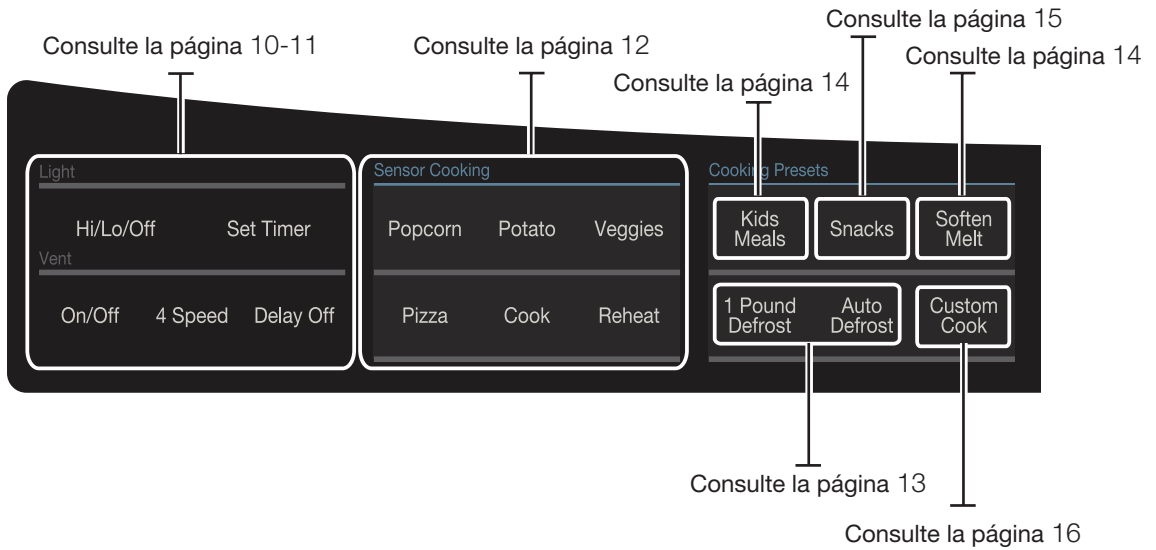 Consulte la página 15
Consulte la página 10-11
Consulte la página 12
Consulte la página 14
Consulte la página 14
Light
Hi/Lo/Off Set Timer
Vent
On/Off 4 Speed Delay Off
Sensor Cooking
Popcorn Potato Veggies
Pizza Cook Reheat
Cooking Presets
Kids
Meals
Snacks
Soften
Melt
1 Pound
Defrost
Auto
Defrost
Custom
Cook
Consulte la página 13
Consulte la página 16